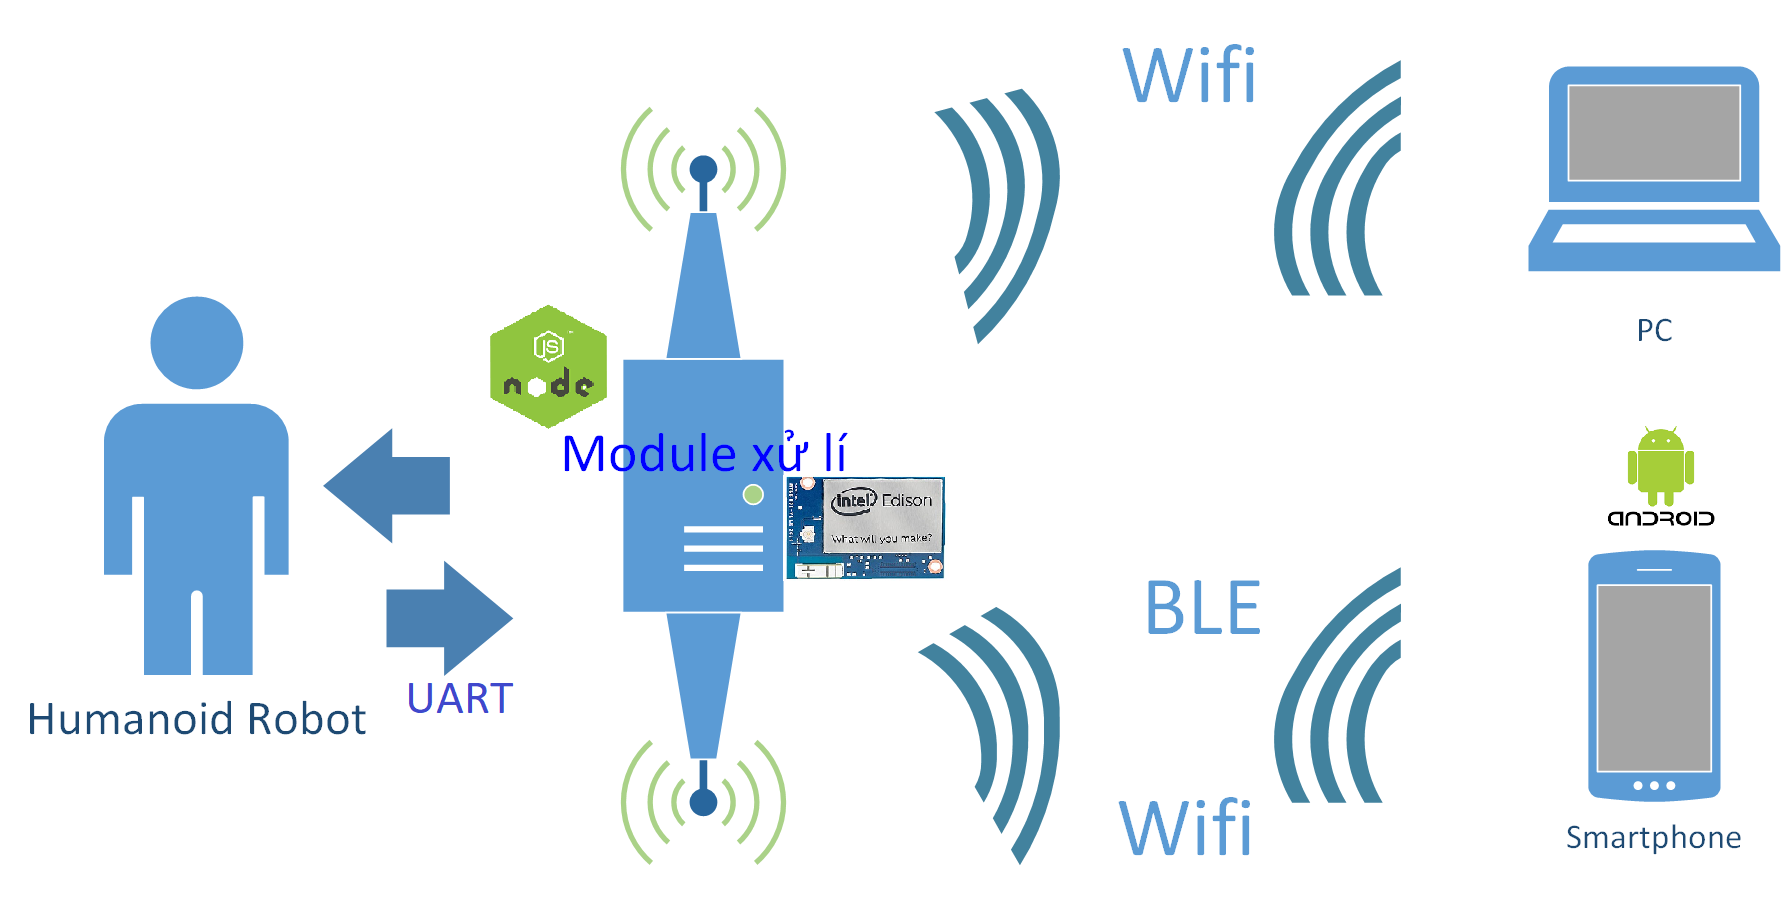 Wifi
PC
JS
node
Module xử lí
intel Edison
What will you make?
ANDROID
BLE
UART
Humanoid Robot
Wifi
Smartphone